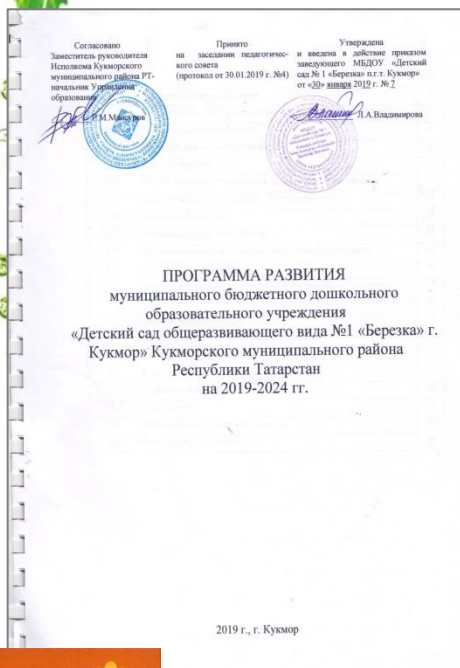 Согласовано
Заместитель руководителя
Исполкома Кукморского
муниципального района РТ-
начальник Управления
образования
Р.М.Мансуров
Принято
на заседании педагогичес-
кого совета
(протокол от 30.01.2019 г. №4)
Утверждена
и введена в действие приказом
заведующего МБДОУ «Детский
сад № 1 «Березка» п.г.т. Кукмор»
от «30» января 2019 г. № 7
Л.А.Владимирова
ПРОГРАММА РАЗВИТИЯ
муниципального бюджетного дошкольного
образовательного учреждения
«Детский сад общеразвивающего вида №1 «Березка» г.
Кукмор» Кукморского муниципального района
Республики Татарстан
на 2019-2024 гг.
2019 г., г. Кукмор